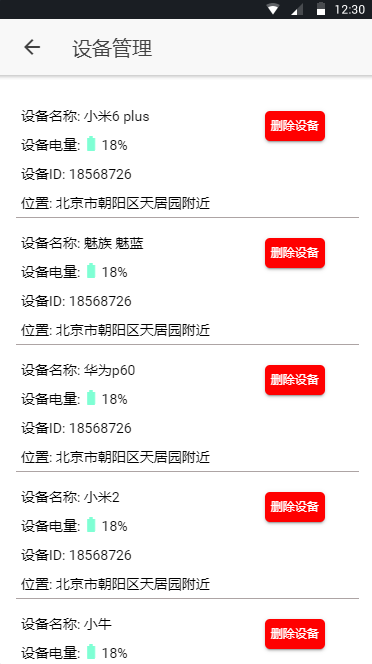 12:30
设备管理
设备名称: 小米6 plus
删除设备
设备电量: 18%
设备ID: 18568726
位置: 北京市朝阳区天居园附近
设备名称: 魅族 魅蓝
删除设备
设备电量: 18%
设备ID: 18568726
位置: 北京市朝阳区天居园附近
设备名称: 华为p60
删除设备
设备电量: 18%
设备ID: 18568726
位置: 北京市朝阳区天居园附近
设备名称: 小米2
删除设备
设备电量: 18%
设备ID: 18568726
位置: 北京市朝阳区天居园附近
设备名称: 小牛
删除设备
设备电量: 18%